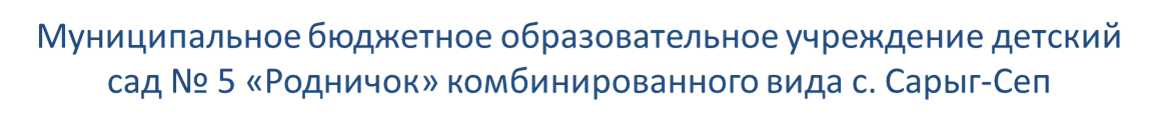 Муниципальное бюджетное образовательное учреждение детский
сад № 5 «Родничок» комбинированного вида с. Сарыг-Сеп